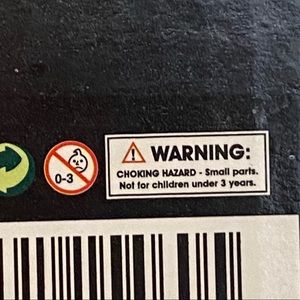 0-3
WARNING:
CHOKING HAZARD - Small parts.
Not for children under 3 years.